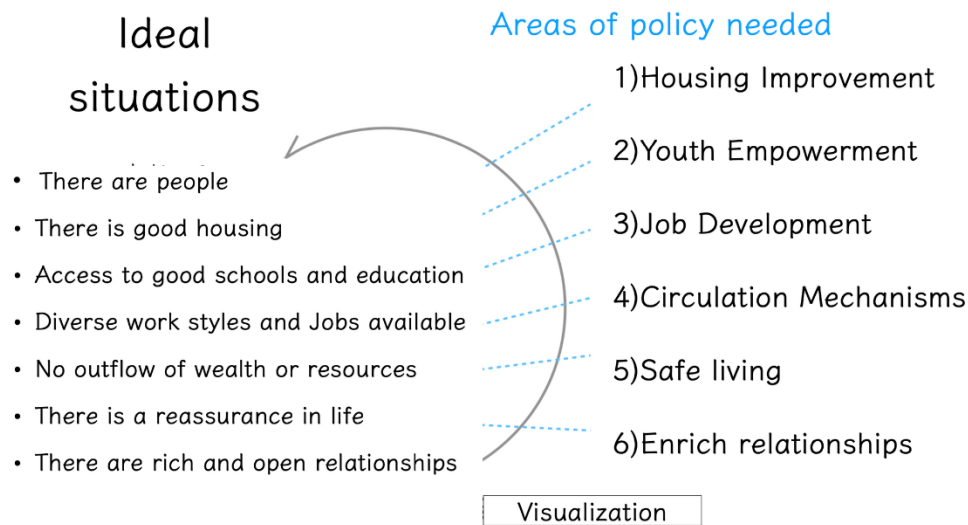 Ideal
situations
• There are people
• There is good housing
• Access to good schools and education
• Diverse work styles and Jobs available
• No outflow of wealth or resources
• There is a reassurance in life
• There are rich and open relationships
Areas of policy needed
1)Housing Improvement
2)Youth Empowerment
3)Job Development
4)Circulation Mechanisms
5)Safe living
6)Enrich relationships
Visualization